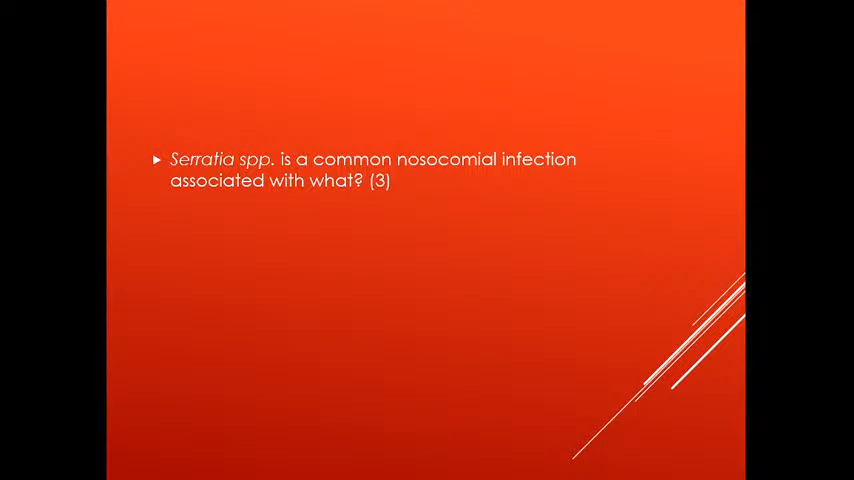 Serratia spp. is a common nosocomial infection
associated with what? (3)